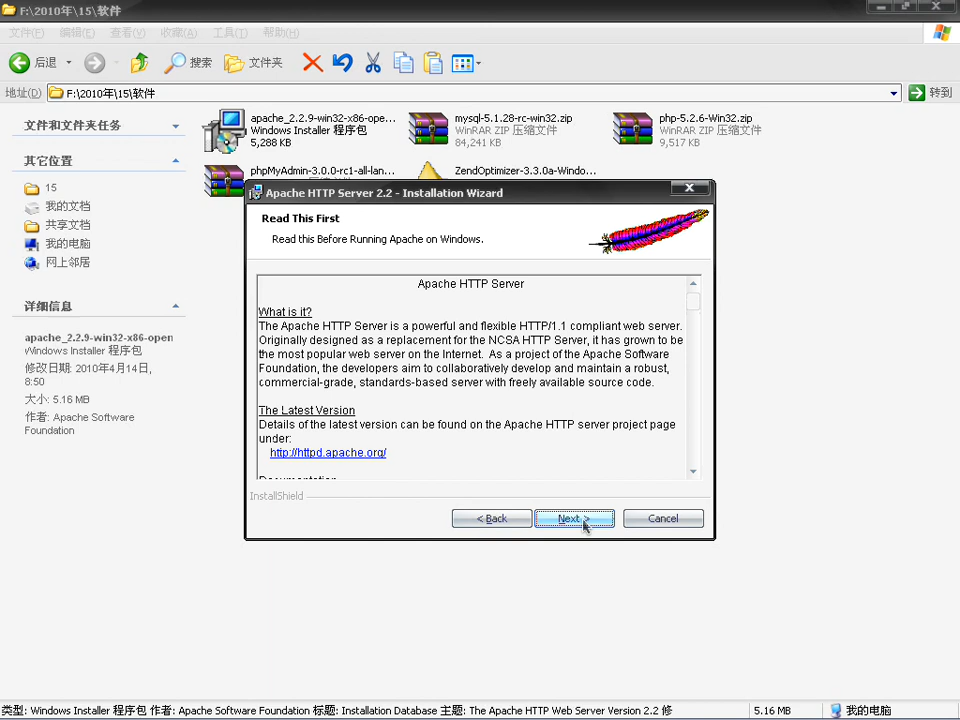 F:\2010年\15\软件
文件(F) 编辑(E) 查看(V) 收藏(A) 工具(T) 帮助(H)
后退 搜索 文件夹
地址(D) F:\2010年\15\软件 转到
文件和文件夹任务
其它位置
15
我的文档
共享文档
我的电脑
网上邻居
详细信息
apache_2.2.9-win32-x86-open
Windows Installer 程序包
修改日期: 2010年4月14日,
8:50
大小: 5.16 MB
作者: Apache Software
Foundation
apache_2.2.9-win32-x86-ope...
Windows Installer 程序包
5,288 KB
mysql-5.1.28-rc-win32.zip
WinRAR ZIP 压缩文件
84,241 KB
php-5.2.6-Win32.zip
WinRAR ZIP 压缩文件
9,517 KB
phpMyAdmin-3.0.0-rc1-all-lan...
ZendOptimizer-3.3.0a-Windo...
Apache HTTP Server 2.2 - Installation Wizard
Read This First
Read this Before Running Apache on Windows.
Apache HTTP Server
What is it?
The Apache HTTP Server is a powerful and flexible HTTP/1.1 compliant web server.
Originally designed as a replacement for the NCSA HTTP Server, it has grown to be
the most popular web server on the Internet. As a project of the Apache Software
Foundation, the developers aim to collaboratively develop and maintain a robust,
commercial-grade, standards-based server with freely available source code.
The Latest Version
Details of the latest version can be found on the Apache HTTP server project page
under:
http://httpd.apache.org/
InstallShield
< Back Next > Cancel
类型: Windows Installer 程序包 作者: Apache Software Foundation 标题: Installation Database 主题: The Apache HTTP Web Server Version 2.2 修 5.16 MB 我的电脑